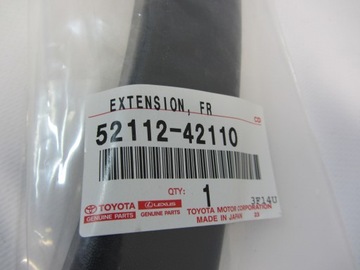 EXTENSION, FR
52112-42110
QTY: 1
3F14U
TOYOTA LEXUS TOYOTA MOTOR CORPORATION
GENUINE PARTS GENUINE PARTS MADE IN JAPAN 23